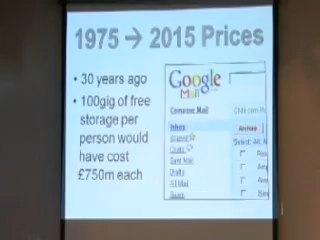 1975 → 2015 Prices
• 30 years ago
• 100gig of free
storage per
person would
have cost
£750m each
Google
Mail
Compose Mail
Inbox
Starred
Chats
Sent Mail
Drafts
All Mail
Spam
Archive
Select: All,